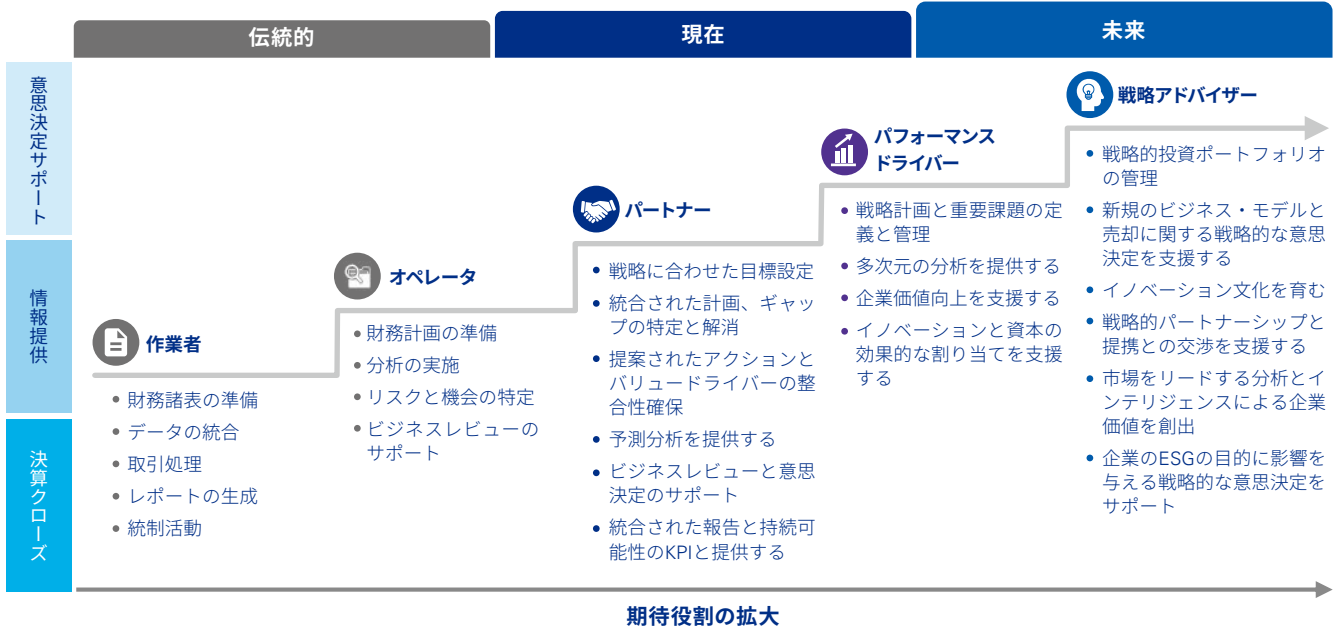 伝統的
現在
未来
意思決定サポート
情報提供
決算クローズ
作業者
• 財務諸表の準備
• データの統合
• 取引処理
• レポートの生成
• 統制活動
オペレータ
• 財務計画の準備
• 分析の実施
• リスクと機会の特定
• ビジネスレビューの
サポート
パートナー
• 戦略に合わせた目標設定
• 統合された計画、ギャッ
プの特定と解消
• 提案されたアクションと
バリュードライバーの整
合性確保
• 予測分析を提供する
• ビジネスレビューと意思
決定のサポート
• 統合された報告と持続可
能性のKPIと提供する
パフォーマンス
ドライバー
• 戦略計画と重要課題の定
義と管理
• 多次元の分析を提供する
• 企業価値向上を支援する
• イノベーションと資本の
効果的な割り当てを支援
する
戦略アドバイザー
• 戦略的投資ポートフォリオ
の管理
• 新規のビジネス・モデルと
売却に関する戦略的な意思
決定を支援する
• イノベーション文化を育む
• 戦略的パートナーシップと
提携との交渉を支援する
• 市場をリードする分析とイ
ンテリジェンスによる企業
価値を創出
• 企業のESGの目的に影響を
与える戦略的な意思決定を
サポート
期待役割の拡大